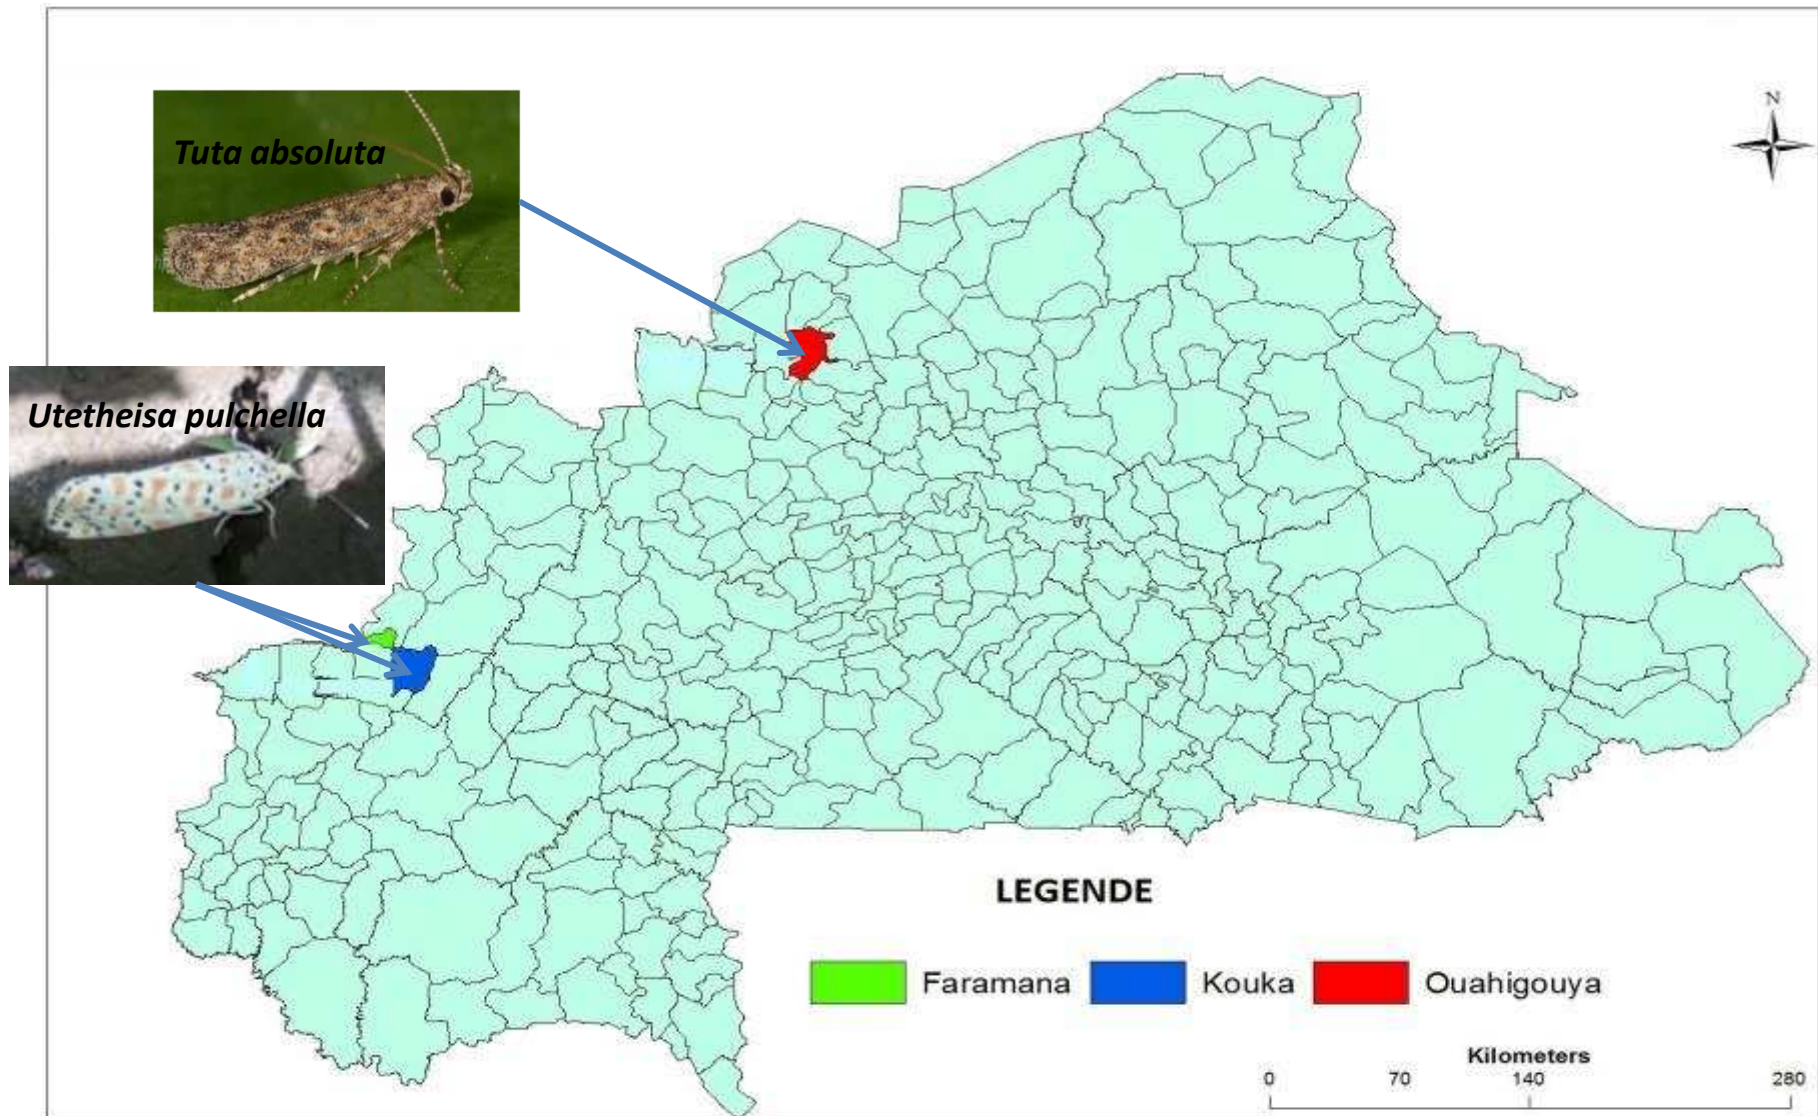 N
Tuta absoluta
Utetheisa pulchella
LEGENDE
Faramana Kouka Ouahigouya
Kilometers
0 70 140 280